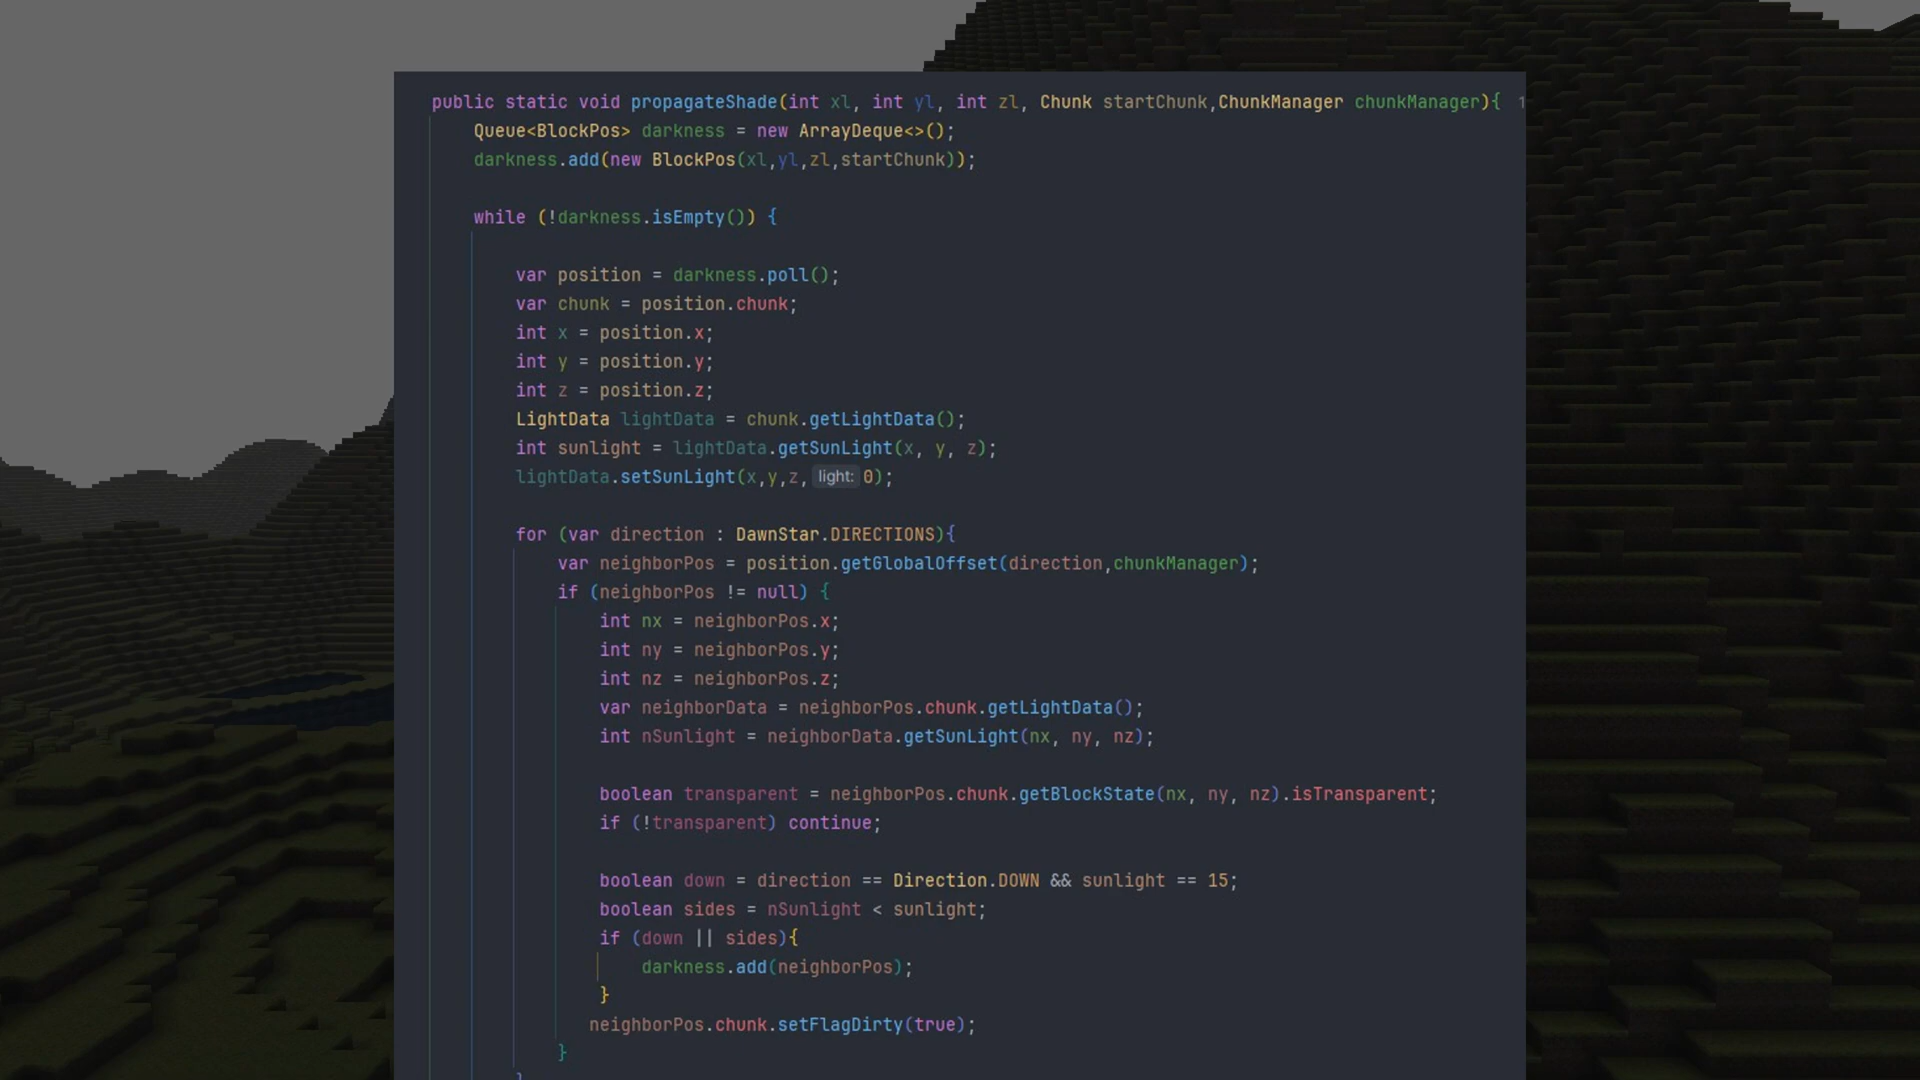 public static void propagateShade(int xl, int yl, int zl, Chunk startChunk,ChunkManager chunkManager){
Queue<BlockPos> darkness = new ArrayDeque<>();
darkness.add(new BlockPos(xl,yl,zl,startChunk));
while (!darkness.isEmpty()) {
var position = darkness.poll();
var chunk = position.chunk;
int x = position.x;
int y = position.y;
int z = position.z;
LightData lightData = chunk.getLightData();
int sunlight = lightData.getSunLight(x, y, z);
lightData.setSunLight(x,y,z, light: 0);
for (var direction : DawnStar.DIRECTIONS){
var neighborPos = position.getGlobalOffset(direction,chunkManager);
if (neighborPos != null) {
int nx = neighborPos.x;
int ny = neighborPos.y;
int nz = neighborPos.z;
var neighborData = neighborPos.chunk.getLightData();
int nSunlight = neighborData.getSunLight(nx, ny, nz);
boolean transparent = neighborPos.chunk.getBlockState(nx, ny, nz).isTransparent;
if (!transparent) continue;
boolean down = direction == Direction.DOWN && sunlight == 15;
boolean sides = nSunlight < sunlight;
if (down || sides){
darkness.add(neighborPos);
}
neighborPos.chunk.setFlagDirty(true);
}